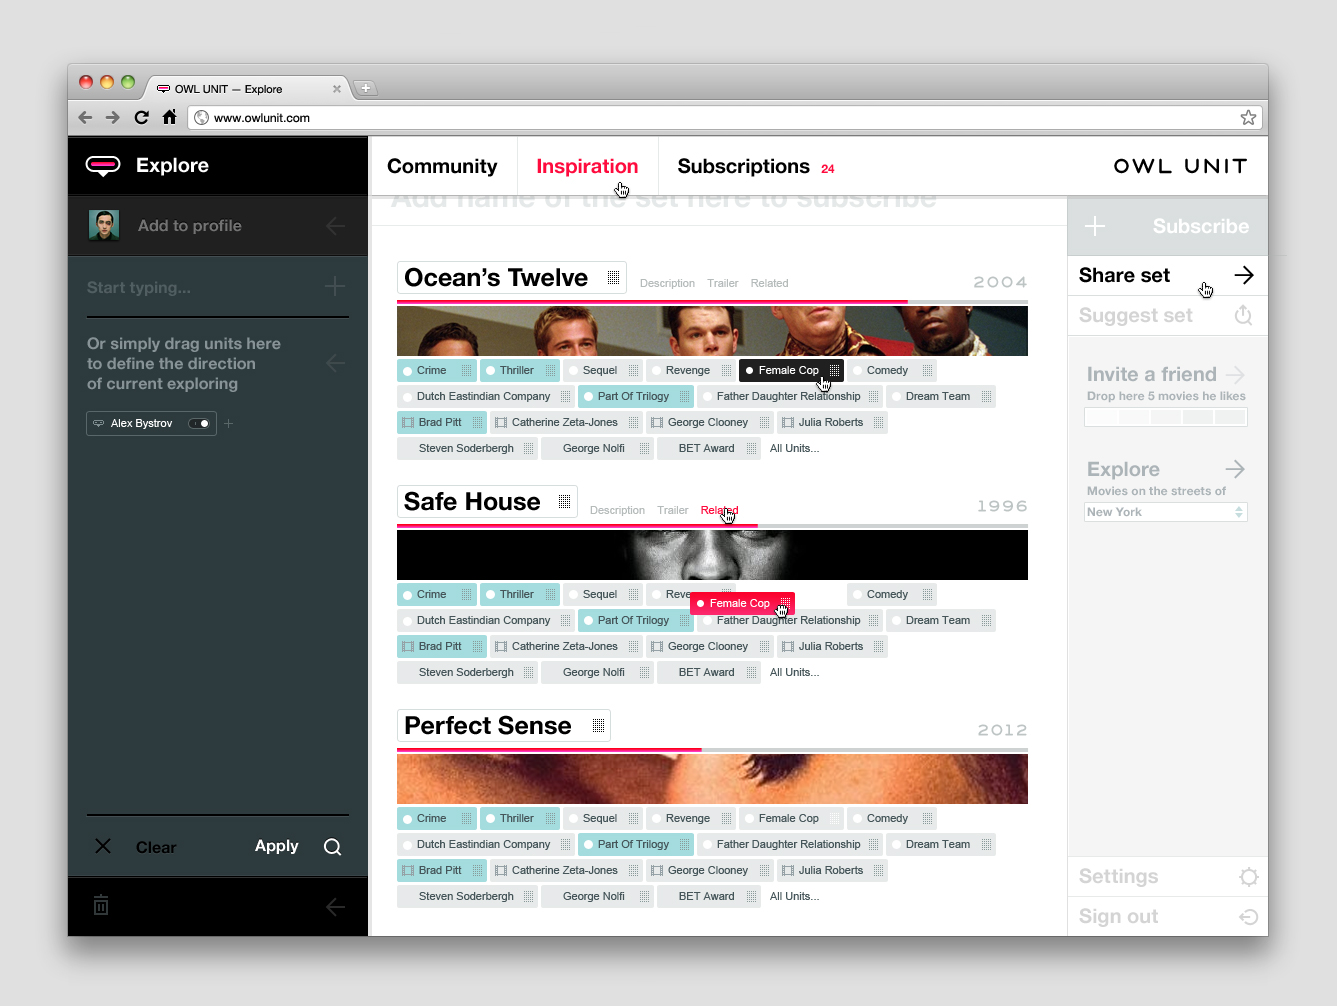 OWL UNIT — Explore
www.owlunit.com
Explore
Community
Inspiration
Subscriptions 24
OWL UNIT
Add to profile
Add name of the set here to subscribe
Subscribe
Start typing...
Share set
Suggest set
Or simply drag units here
to define the direction
of current exploring
Alex Bystrov
Ocean's Twelve
Description Trailer Related
2004
Crime Thriller Sequel Revenge Female Cop Comedy
Dutch Eastindian Company Part Of Trilogy Father Daughter Relationship Dream Team
Brad Pitt Catherine Zeta-Jones George Clooney Julia Roberts
Steven Soderbergh George Nolfi BET Award All Units...
Safe House
Description Trailer Related
1996
Crime Thriller Sequel Female Cop Comedy
Dutch Eastindian Company Part Of Trilogy Father Daughter Relationship Dream Team
Brad Pitt Catherine Zeta-Jones George Clooney Julia Roberts
Steven Soderbergh George Nolfi BET Award All Units...
Perfect Sense
2012
Crime Thriller Sequel Revenge Female Cop Comedy
Dutch Eastindian Company Part Of Trilogy Father Daughter Relationship Dream Team
Brad Pitt Catherine Zeta-Jones George Clooney Julia Roberts
Steven Soderbergh George Nolfi BET Award All Units...
Invite a friend
Drop here 5 movies he likes
Explore
Movies on the streets of
New York
Clear
Apply
Settings
Sign out